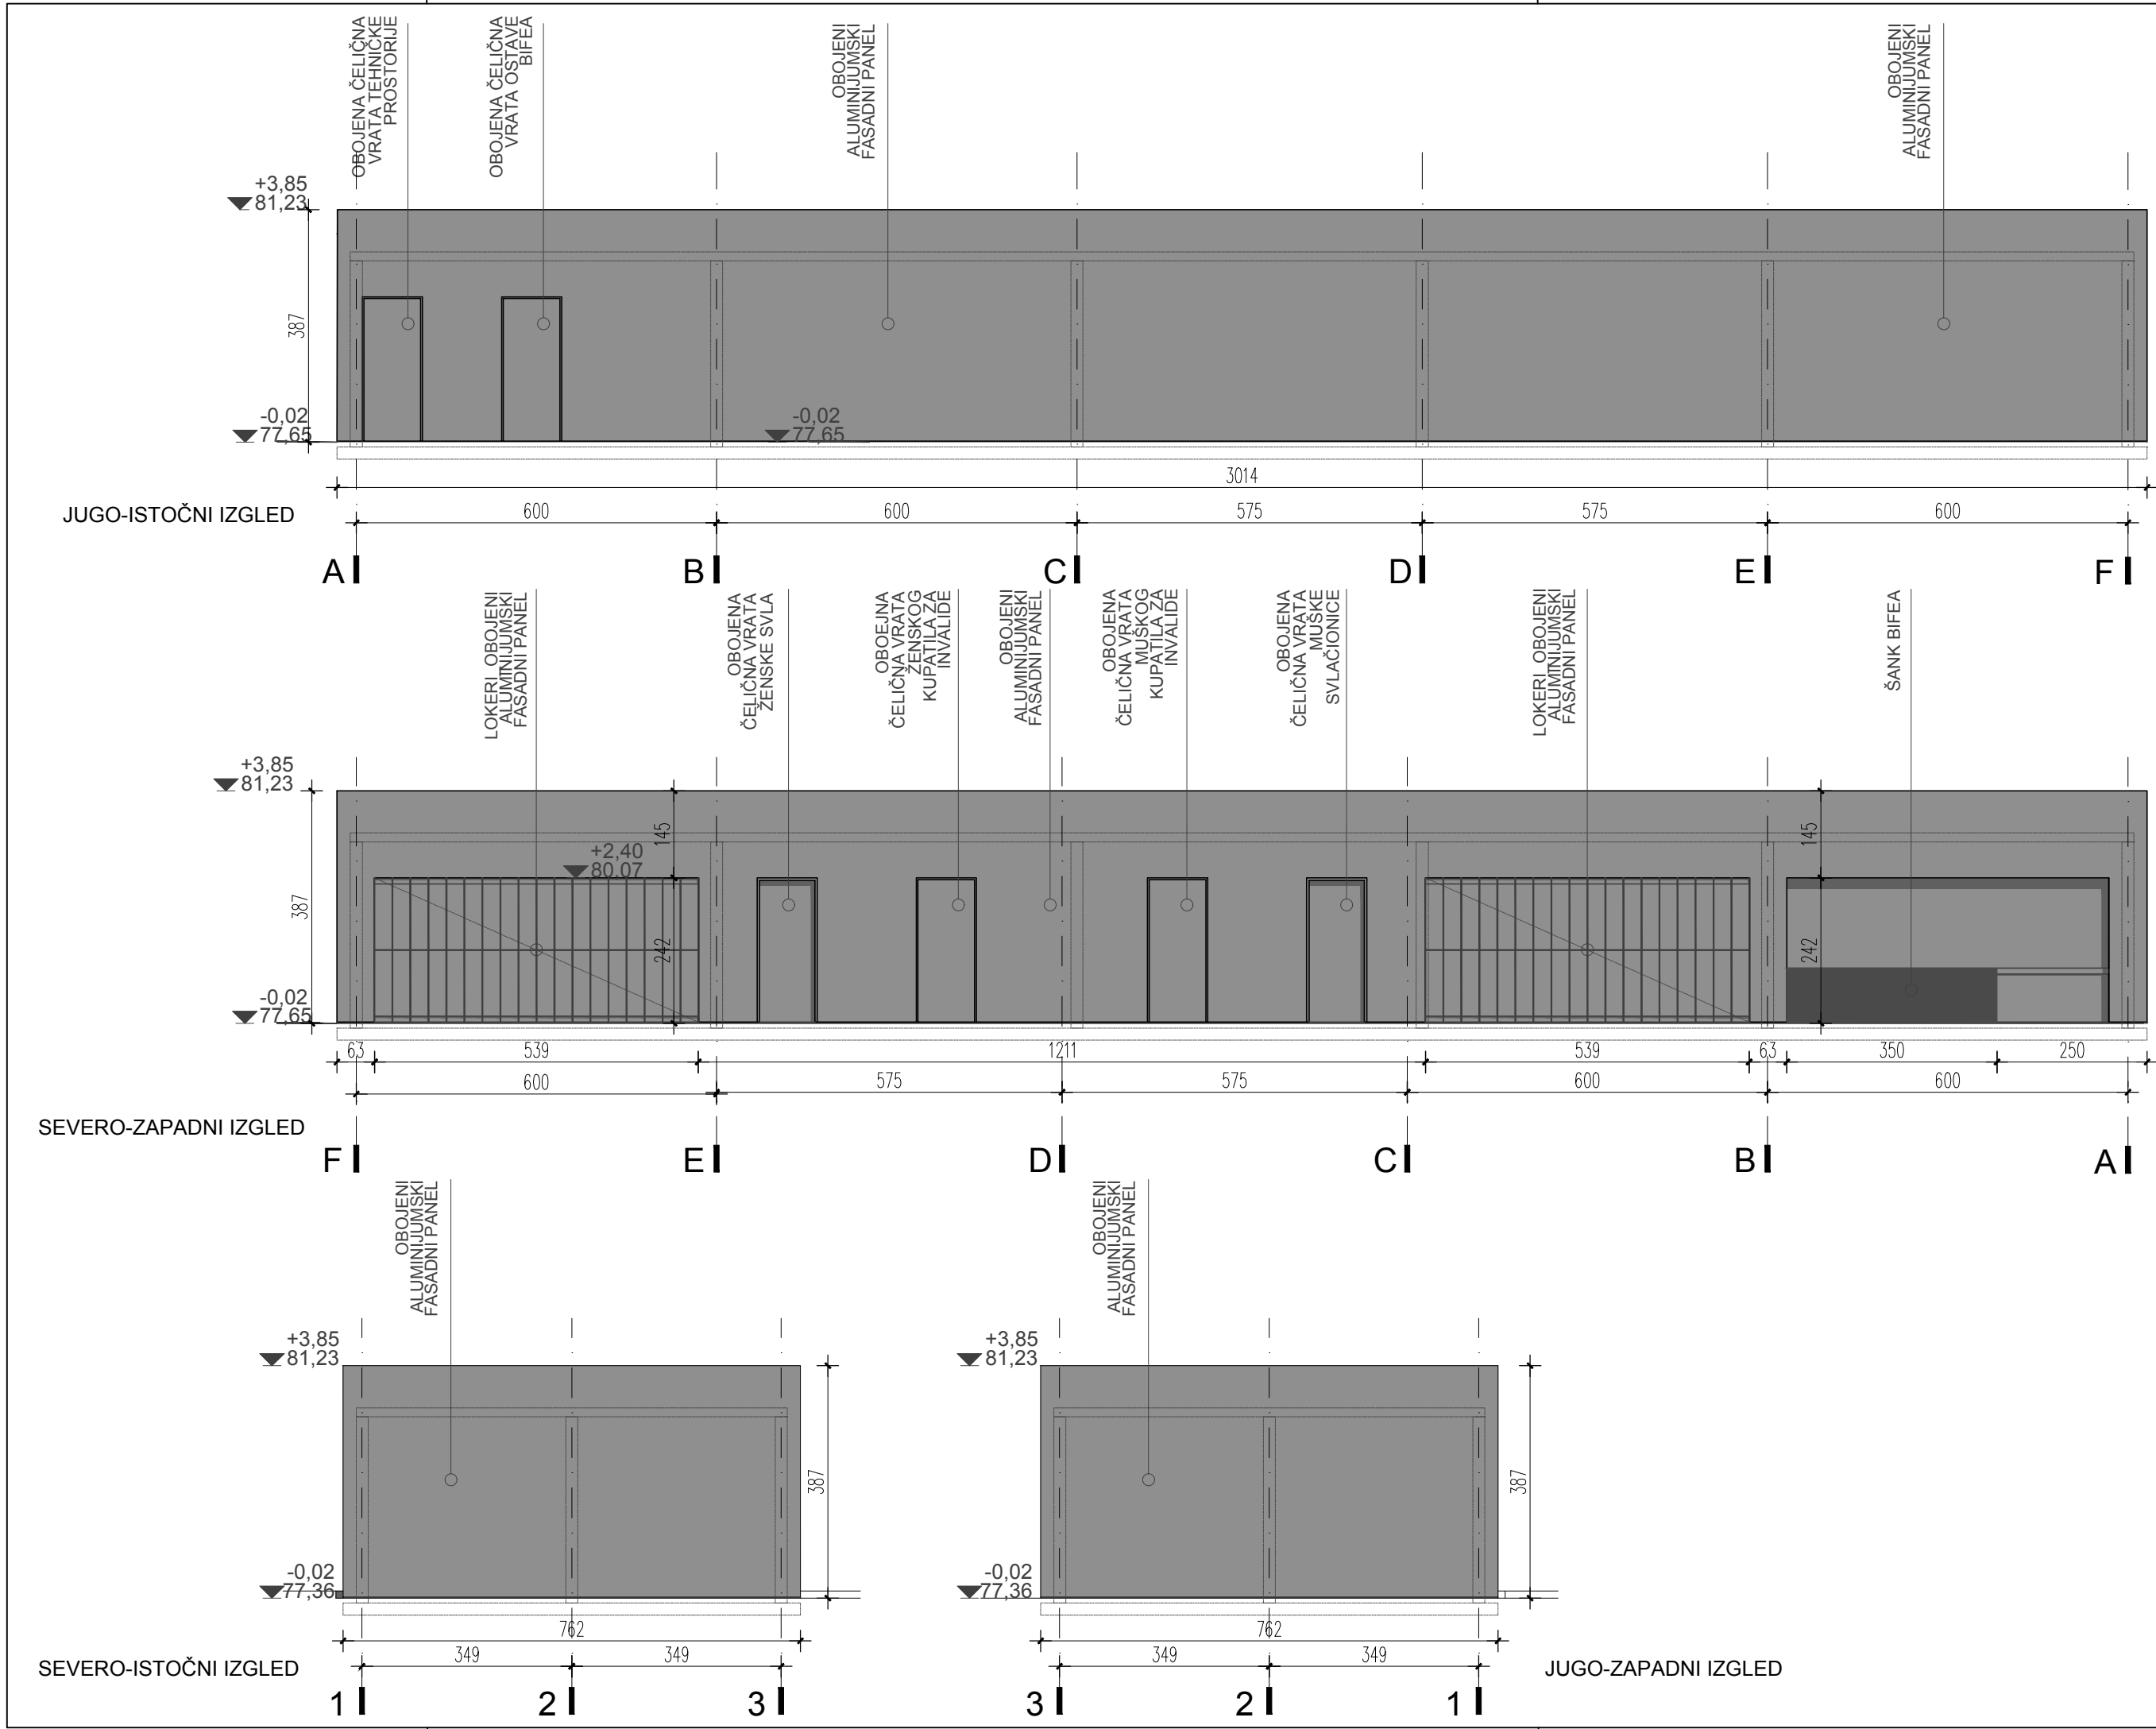 OBOJENA ČELIČNA
VRATA TEHNIČKE
PROSTORIJE
OBOJENA ČELIČNA
VRATA OSTAVE
BIFEA
OBOJENI
ALUMINIJUMSKI
FASADNI PANEL
OBOJENI
ALUMINIJUMSKI
FASADNI PANEL
+3,85
81,23
387
-0,02
77,65
-0,02
77,65
3014
JUGO-ISTOČNI IZGLED
600
600
575
575
600
A
B
C
D
E
F
LOKERI OBOJENI
ALUMTNIJUMSKI
FASADNI PANEL
OBOJENA
ČELIČNA VRATA
ŽENSKE SVLA
OBOEJNA
ČELIČNA VRATA
ŽENSKOG
KUPATILA ZA
INVALIDE
OBOJENI
ALUMINIJUMSKI
FASADNI PANEL
OBOJENA
ČELIČNA VRATA
MUŠKOG
KUPATILA ZA
INVALIDE
OBOJENA
ČELIČNA VRATA
MUŠKE
SVLAČIONICE
LOKERI OBOJENI
ALUMTNIJUMSKI
FASADNI PANEL
ŠANK BIFEA
+3,85
81,23
145
145
+2,40
80,07
387
242
242
-0,02
77,65
63
539
1211
539
63
350
250
600
575
575
600
600
SEVERO-ZAPADNI IZGLED
F
E
D
C
B
A
OBOJENI
ALUMINIJUMSKI
FASADNI PANEL
OBOJENI
ALUMINIJUMSKI
FASADNI PANEL
+3,85
81,23
+3,85
81,23
387
387
-0,02
77,36
-0,02
77,36
762
762
349
349
349
349
SEVERO-ISTOČNI IZGLED
JUGO-ZAPADNI IZGLED
1
2
3
3
2
1